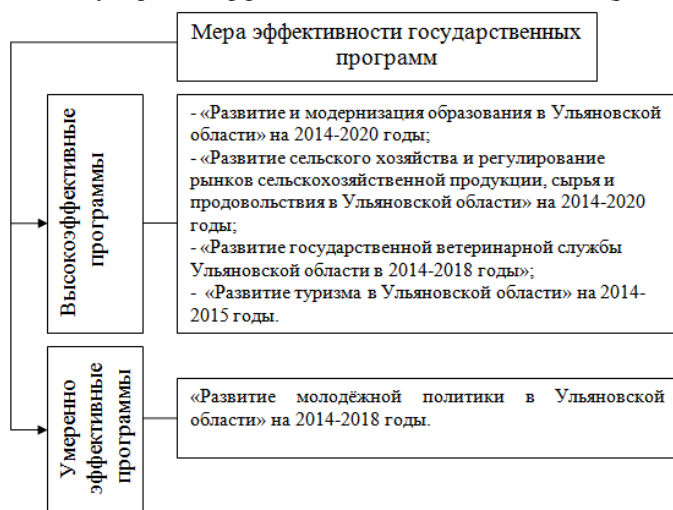 Мера эффективности государственных
программ
Высокоэффективные
программы
- «Развитие и модернизация образования в Ульяновской
области» на 2014-2020 годы;
- «Развитие сельского хозяйства и регулирование
рынков сельскохозяйственной продукции, сырья и
продовольствия в Ульяновской области» на 2014-2020
годы;
- «Развитие государственной ветеринарной службы
Ульяновской области в 2014-2018 годы»;
- «Развитие туризма в Ульяновской области» на 2014-
2015 годы.
Умеренно
эффективные
программы
«Развитие молодёжной политики в Ульяновской
области» на 2014-2018 годы.